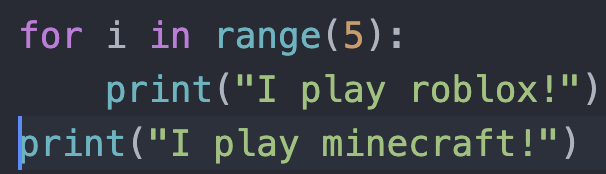 for i in range(5):
    print("I play roblox!")
print("I play minecraft!")